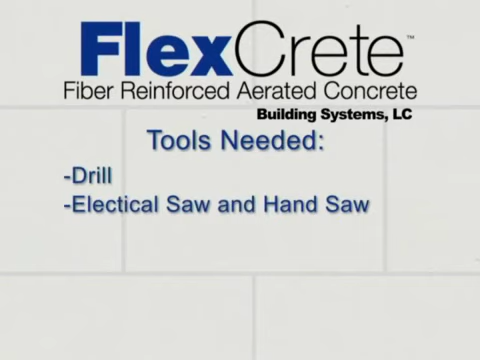 FlexCrete™
Fiber Reinforced Aerated Concrete
Building Systems, LC
Tools Needed:
-Drill
-Electical Saw and Hand Saw